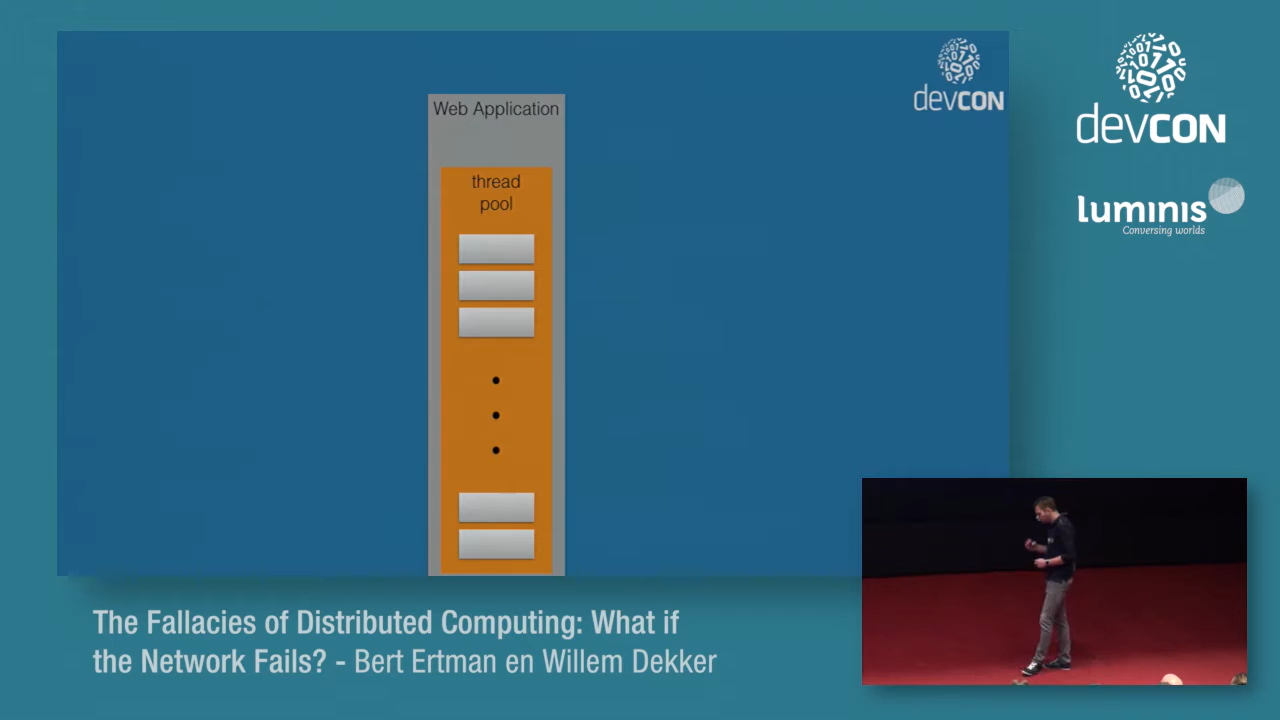 devcon
Web Application
thread
pool
devcon
luminis
Conversing worlds
The Fallacies of Distributed Computing: What if
the Network Fails? - Bert Ertman en Willem Dekker